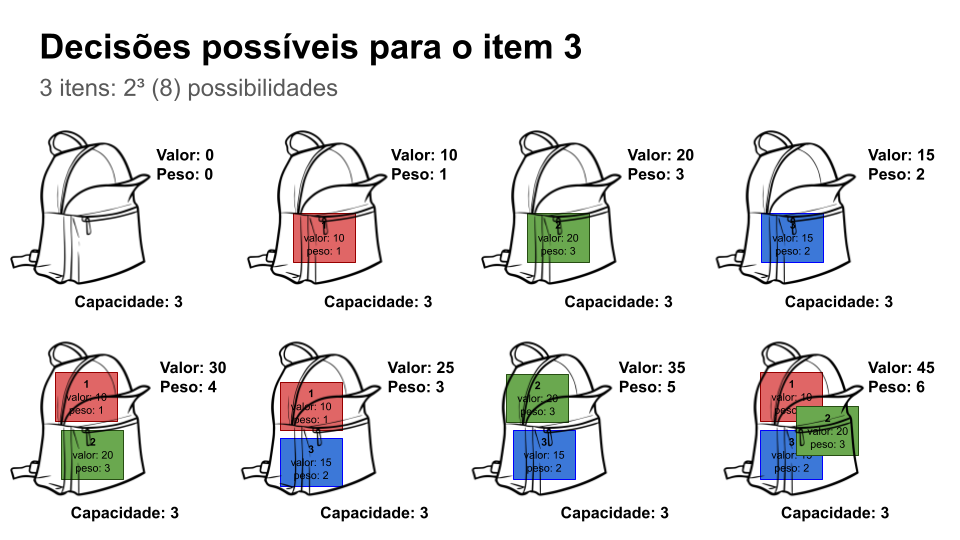 Decisões possíveis para o item 3
3 itens: 2³ (8) possibilidades
Valor: 0
Peso: 0
Capacidade: 3
Valor: 10
Peso: 1
valor: 10
peso: 1
Capacidade: 3
Valor: 20
Peso: 3
2
valor: 20
peso: 3
Capacidade: 3
Valor: 15
Peso: 2
3
valor: 15
peso: 2
Capacidade: 3
Valor: 30
Peso: 4
1
valor: 10
peso: 1
2
valor: 20
peso: 3
Capacidade: 3
Valor: 25
Peso: 3
1
valor: 10
peso: 1
3
valor: 15
peso: 2
Capacidade: 3
Valor: 35
Peso: 5
2
valor: 20
peso: 3
3
valor: 15
peso: 2
Capacidade: 3
Valor: 45
Peso: 6
1
valor: 10
peso:
2
valor: 20
peso: 3
3
valor: 15
peso: 2
Capacidade: 3